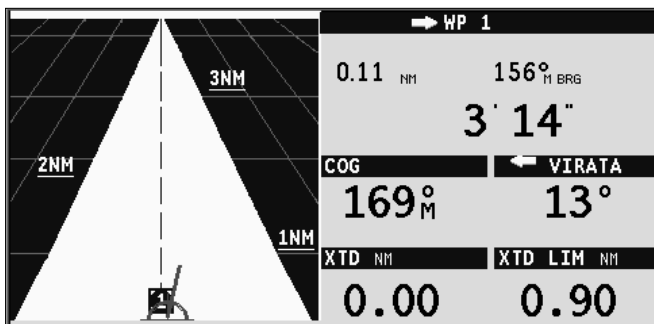 WP 1
0.11 NM 156°M BRG
3' 14"
3NM
2NM
1NM
COG VIRATA
169°M 13°
XTD NM XTD LIM NM
0.00 0.90